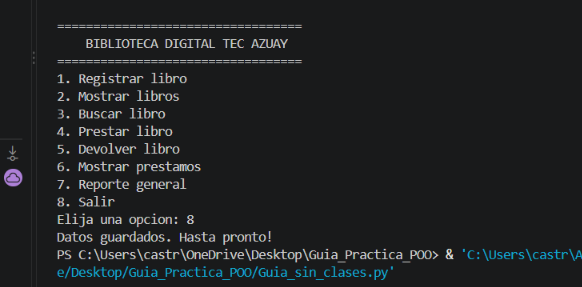 ==================================
BIBLIOTECA DIGITAL TEC AZUAY
==================================
1. Registrar libro
2. Mostrar libros
3. Buscar libro
4. Prestar libro
5. Devolver libro
6. Mostrar prestamos
7. Reporte general
8. Salir
Elija una opcion: 8
Datos guardados. Hasta pronto!
PS C:\Users\castr\OneDrive\Desktop\Guia_Practica_POO> & 'C:\Users\castr\A
e/Desktop/Guia_Practica_POO/Guia_sin_clases.py'